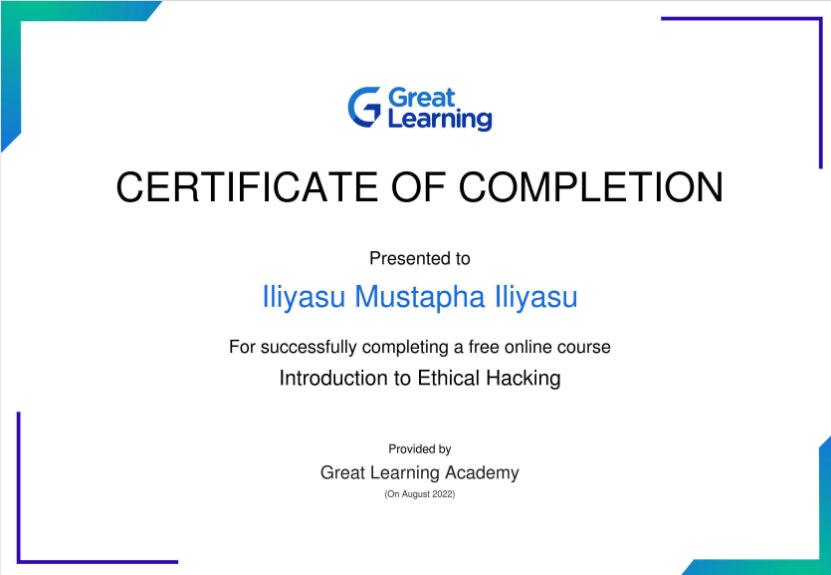 Great
Learning
CERTIFICATE OF COMPLETION
Presented to
Iliyasu Mustapha Iliyasu
For successfully completing a free online course
Introduction to Ethical Hacking
Provided by
Great Learning Academy
(On August 2022)